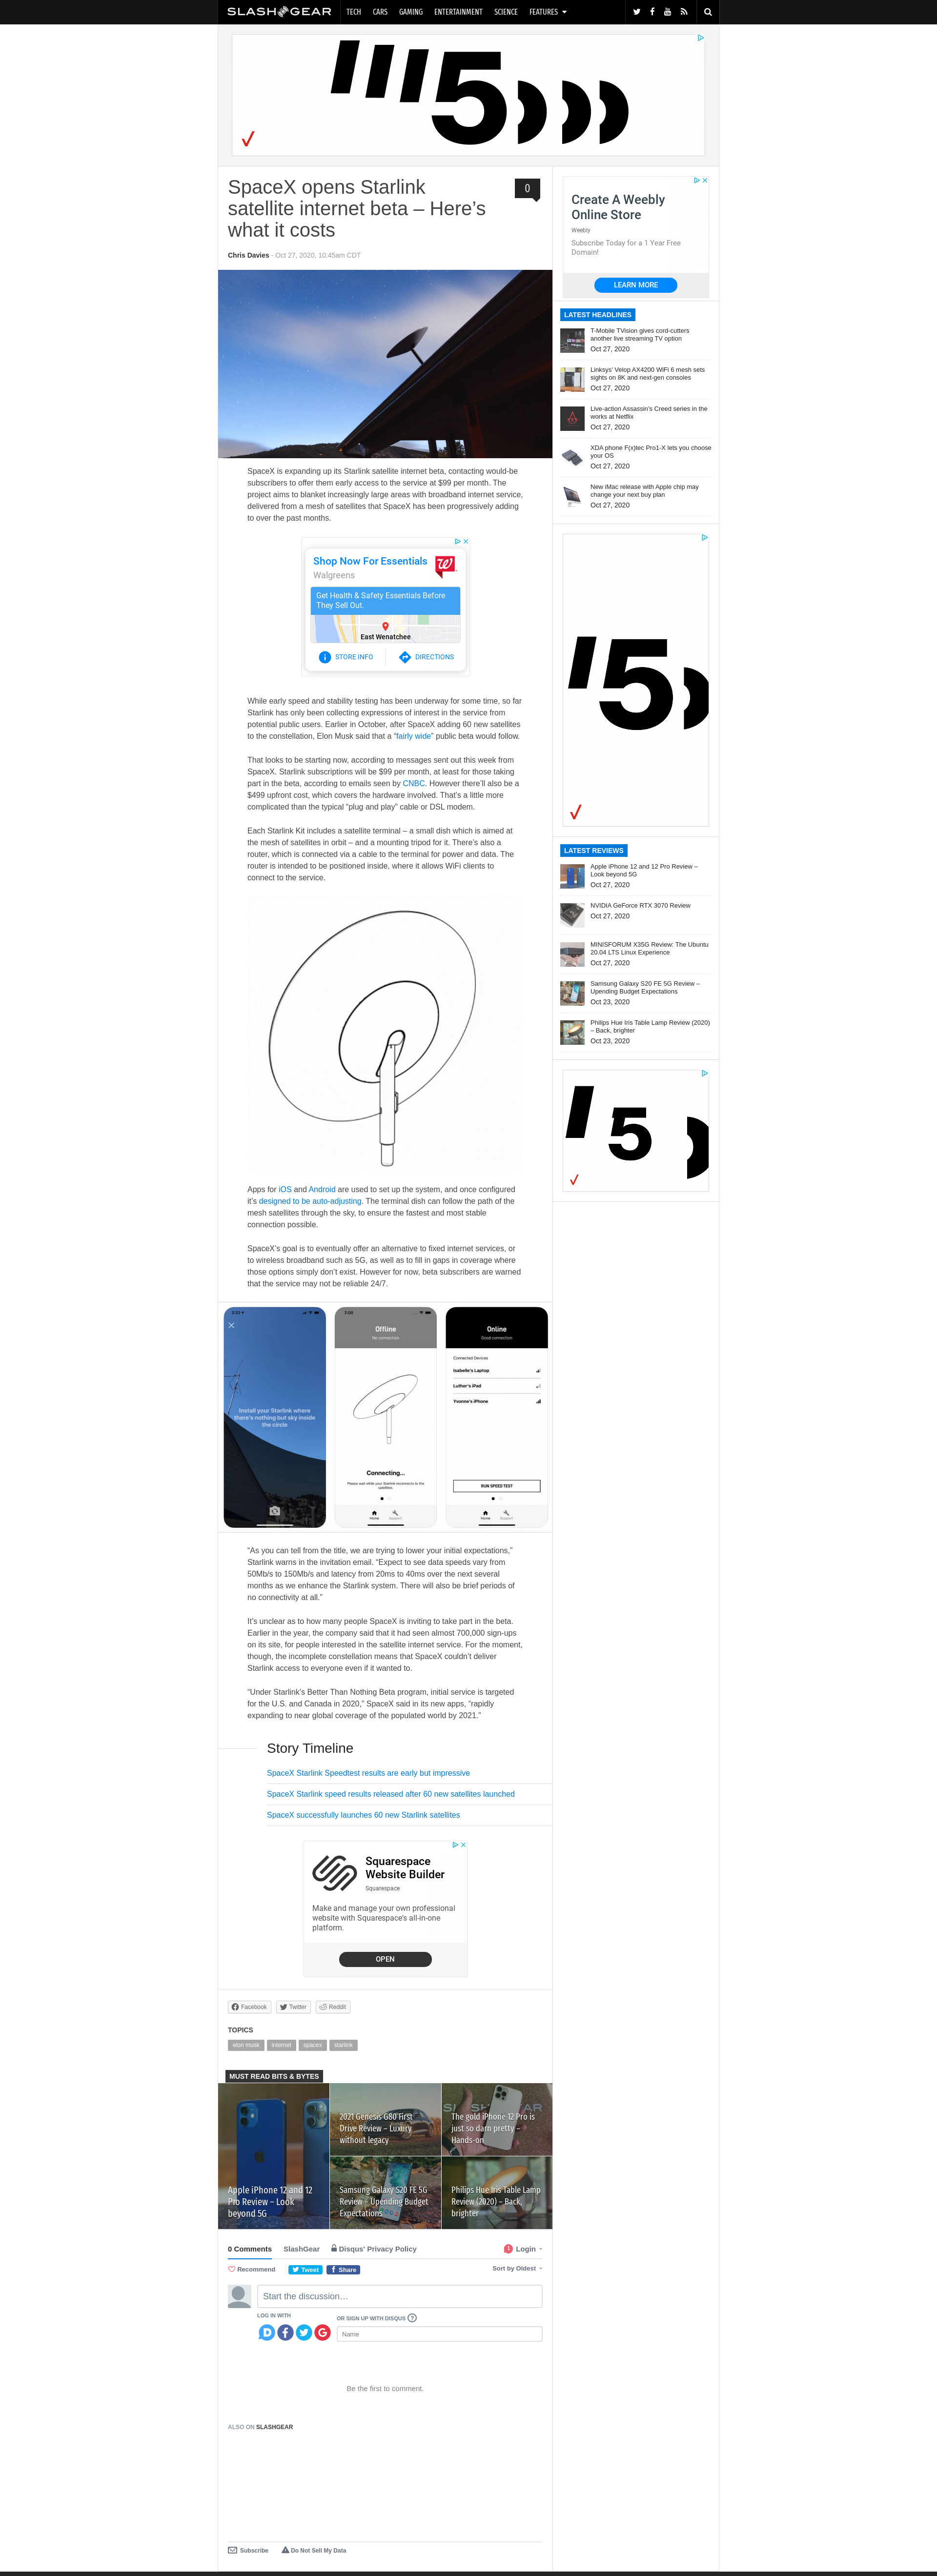 SLASH GEAR
TECH CARS GAMING ENTERTAINMENT SCIENCE FEATURES
5
SpaceX opens Starlink
satellite internet beta – Here's
what it costs
0
Chris Davies - Oct 27, 2020, 10:45am CDT
SpaceX is expanding up its Starlink satellite internet beta, contacting would-be
subscribers to offer them early access to the service at $99 per month. The
project aims to blanket increasingly large areas with broadband internet service,
delivered from a mesh of satellites that SpaceX has been progressively adding
to over the past months.
Shop Now For Essentials
Walgreens
Get Health & Safety Essentials Before
They Sell Out.
East Wenatchee
STORE INFO
DIRECTIONS
While early speed and stability testing has been underway for some time, so far
Starlink has only been collecting expressions of interest in the service from
potential public users. Earlier in October, after SpaceX adding 60 new satellites
to the constellation, Elon Musk said that a "fairly wide" public beta would follow.
That looks to be starting now, according to messages sent out this week from
SpaceX. Starlink subscriptions will be $99 per month, at least for those taking
part in the beta, according to emails seen by CNBC. However there'll also be a
$499 upfront cost, which covers the hardware involved. That's a little more
complicated than the typical "plug and play" cable or DSL modem.
Each Starlink Kit includes a satellite terminal – a small dish which is aimed at
the mesh of satellites in orbit – and a mounting tripod for it. There's also a
router, which is connected via a cable to the terminal for power and data. The
router is intended to be positioned inside, where it allows WiFi clients to
connect to the service.
Apps for iOS and Android are used to set up the system, and once configured
it's designed to be auto-adjusting. The terminal dish can follow the path of the
mesh satellites through the sky, to ensure the fastest and most stable
connection possible.
SpaceX's goal is to eventually offer an alternative to fixed internet services, or
to wireless broadband such as 5G, as well as to fill in gaps in coverage where
those options simply don't exist. However for now, beta subscribers are warned
that the service may not be reliable 24/7.
Install your Starlink where
there's nothing but sky inside
the circle
Offline
No connection
Connecting...
Please wait while your Starlink reconnects to the
satellites.
Home Support
Online
Good connection
Connected Devices
Isabelle's Laptop
Luther's iPad
Yvonne's iPhone
RUN SPEED TEST
Home Support
"As you can tell from the title, we are trying to lower your initial expectations,"
Starlink warns in the invitation email. "Expect to see data speeds vary from
50Mb/s to 150Mb/s and latency from 20ms to 40ms over the next several
months as we enhance the Starlink system. There will also be brief periods of
no connectivity at all."
It's unclear as to how many people SpaceX is inviting to take part in the beta.
Earlier in the year, the company said that it had seen almost 700,000 sign-ups
on its site, for people interested in the satellite internet service. For the moment,
though, the incomplete constellation means that SpaceX couldn't deliver
Starlink access to everyone even if it wanted to.
"Under Starlink's Better Than Nothing Beta program, initial service is targeted
for the U.S. and Canada in 2020," SpaceX said in its new apps, "rapidly
expanding to near global coverage of the populated world by 2021."
Story Timeline
SpaceX Starlink Speedtest results are early but impressive
SpaceX Starlink speed results released after 60 new satellites launched
SpaceX successfully launches 60 new Starlink satellites
Squarespace
Website Builder
Squarespace
Make and manage your own professional
website with Squarespace's all-in-one
platform.
OPEN
Facebook Twitter Reddit
TOPICS
elon musk internet spacex starlink
MUST READ BITS & BYTES
Apple iPhone 12 and 12
Pro Review – Look
beyond 5G
2021 Genesis G80 First
Drive Review – Luxury
without legacy
The gold iPhone 12 Pro is
just so darn pretty –
Hands-on
Samsung Galaxy S20 FE 5G
Review – Upending Budget
Expectations
Philips Hue Iris Table Lamp
Review (2020) – Back,
brighter
0 Comments SlashGear Disqus' Privacy Policy 1 Login
Recommend Tweet Share Sort by Oldest
Start the discussion…
LOG IN WITH
OR SIGN UP WITH DISQUS ?
Name
Be the first to comment.
ALSO ON SLASHGEAR
Subscribe Do Not Sell My Data
Create A Weebly
Online Store
Weebly
Subscribe Today for a 1 Year Free
Domain!
LEARN MORE
LATEST HEADLINES
T-Mobile TVision gives cord-cutters
another live streaming TV option
Oct 27, 2020
Linksys' Velop AX4200 WiFi 6 mesh sets
sights on 8K and next-gen consoles
Oct 27, 2020
Live-action Assassin's Creed series in the
works at Netflix
Oct 27, 2020
XDA phone F(x)tec Pro1-X lets you choose
your OS
Oct 27, 2020
New iMac release with Apple chip may
change your next buy plan
Oct 27, 2020
5
LATEST REVIEWS
Apple iPhone 12 and 12 Pro Review –
Look beyond 5G
Oct 27, 2020
NVIDIA GeForce RTX 3070 Review
Oct 27, 2020
MINISFORUM X35G Review: The Ubuntu
20.04 LTS Linux Experience
Oct 27, 2020
Samsung Galaxy S20 FE 5G Review –
Upending Budget Expectations
Oct 23, 2020
Philips Hue Iris Table Lamp Review (2020)
– Back, brighter
Oct 23, 2020
5